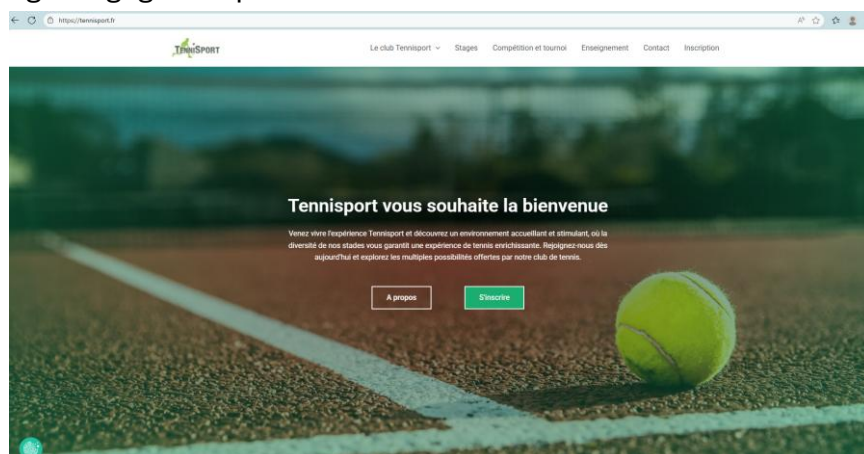 https://tennisport.fr
TENNISPORT
Le club Tennisport Stages Compétition et tournoi Enseignement Contact Inscription
Tennisport vous souhaite la bienvenue
Venez vivre l'expérience Tennisport et découvrez un environnement accueillant et stimulant, où la
diversité de nos stades vous garantit une expérience de tennis enrichissante. Rejoignez-nous dès
aujourd'hui et explorez les multiples possibilités offertes par notre club de tennis.
A propos S'inscrire